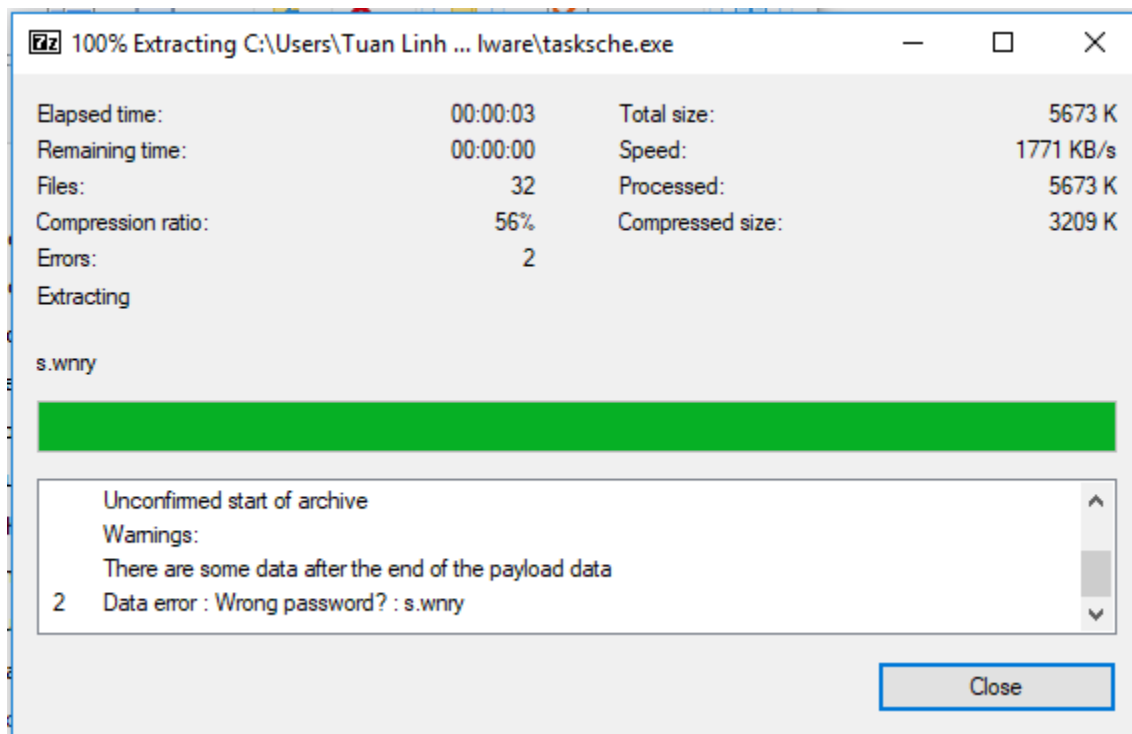 7z 100% Extracting C:\Users\Tuan Linh ... lware\tasksche.exe
Elapsed time: 00:00:03 Total size: 5673 K
Remaining time: 00:00:00 Speed: 1771 KB/s
Files: 32 Processed: 5673 K
Compression ratio: 56% Compressed size: 3209 K
Errors: 2
Extracting
s.wnry
Unconfirmed start of archive
Warnings:
There are some data after the end of the payload data
2 Data error : Wrong password? : s.wnry
Close